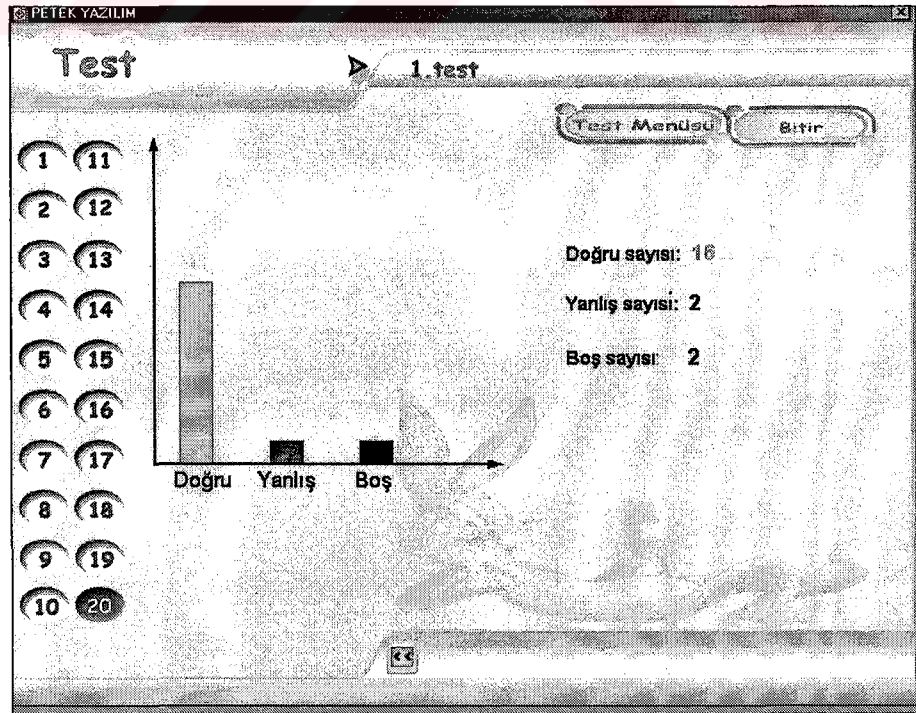 PETEK YAZILIM
Test
1.test
Test Menüsü
Bitir
1 11
2 12
3 13
4 14
5 15
6 16
7 17
8 18
9 19
10 20
Doğru sayısı: 16
Yanlış sayısı: 2
Boş sayısı: 2
Doğru Yanlış Boş